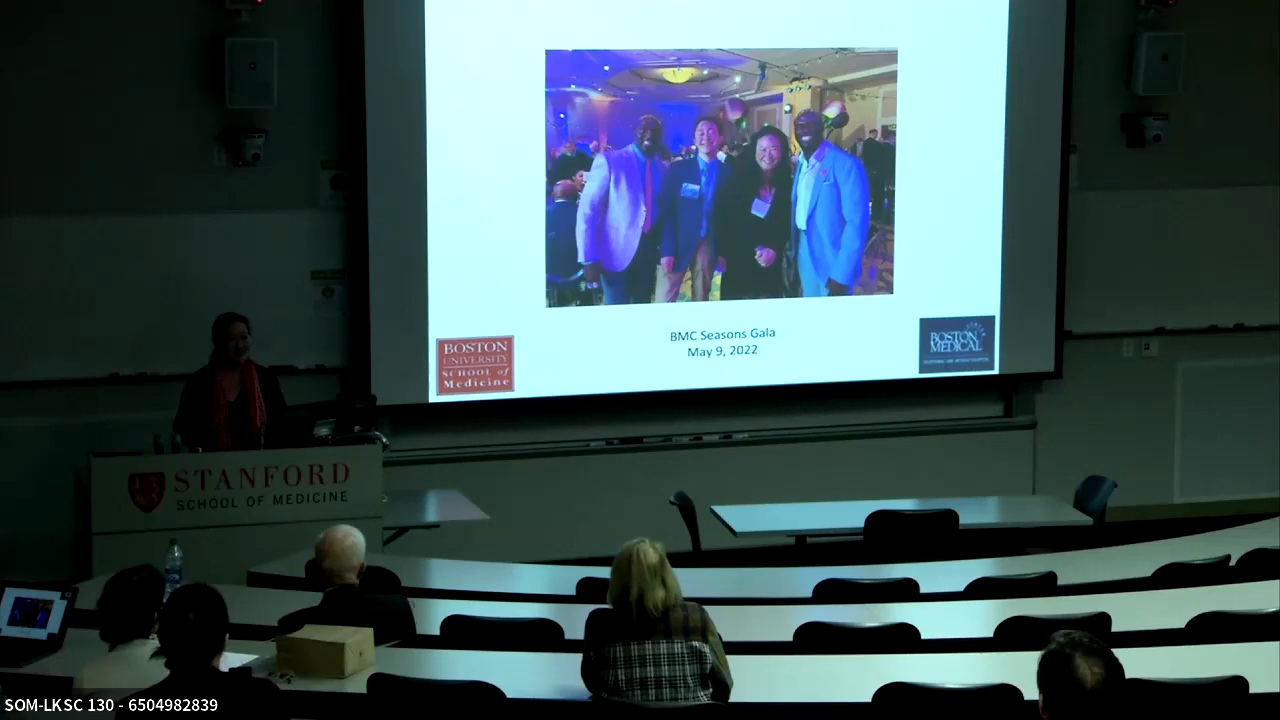 BMC Seasons Gala
May 9, 2022
BOSTON
UNIVERSITY
SCHOOL of
Medicine
BOSTON
MEDICAL
CENTER
STANFORD
SCHOOL OF MEDICINE
SOM-LKSC 130 - 6504982839